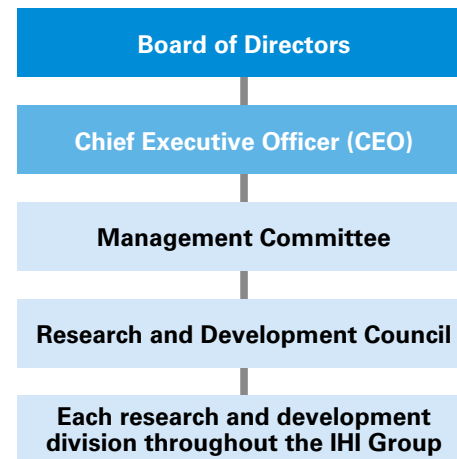 Board of Directors
Chief Executive Officer (CEO)
Management Committee
Research and Development Council
Each research and development
division throughout the IHI Group